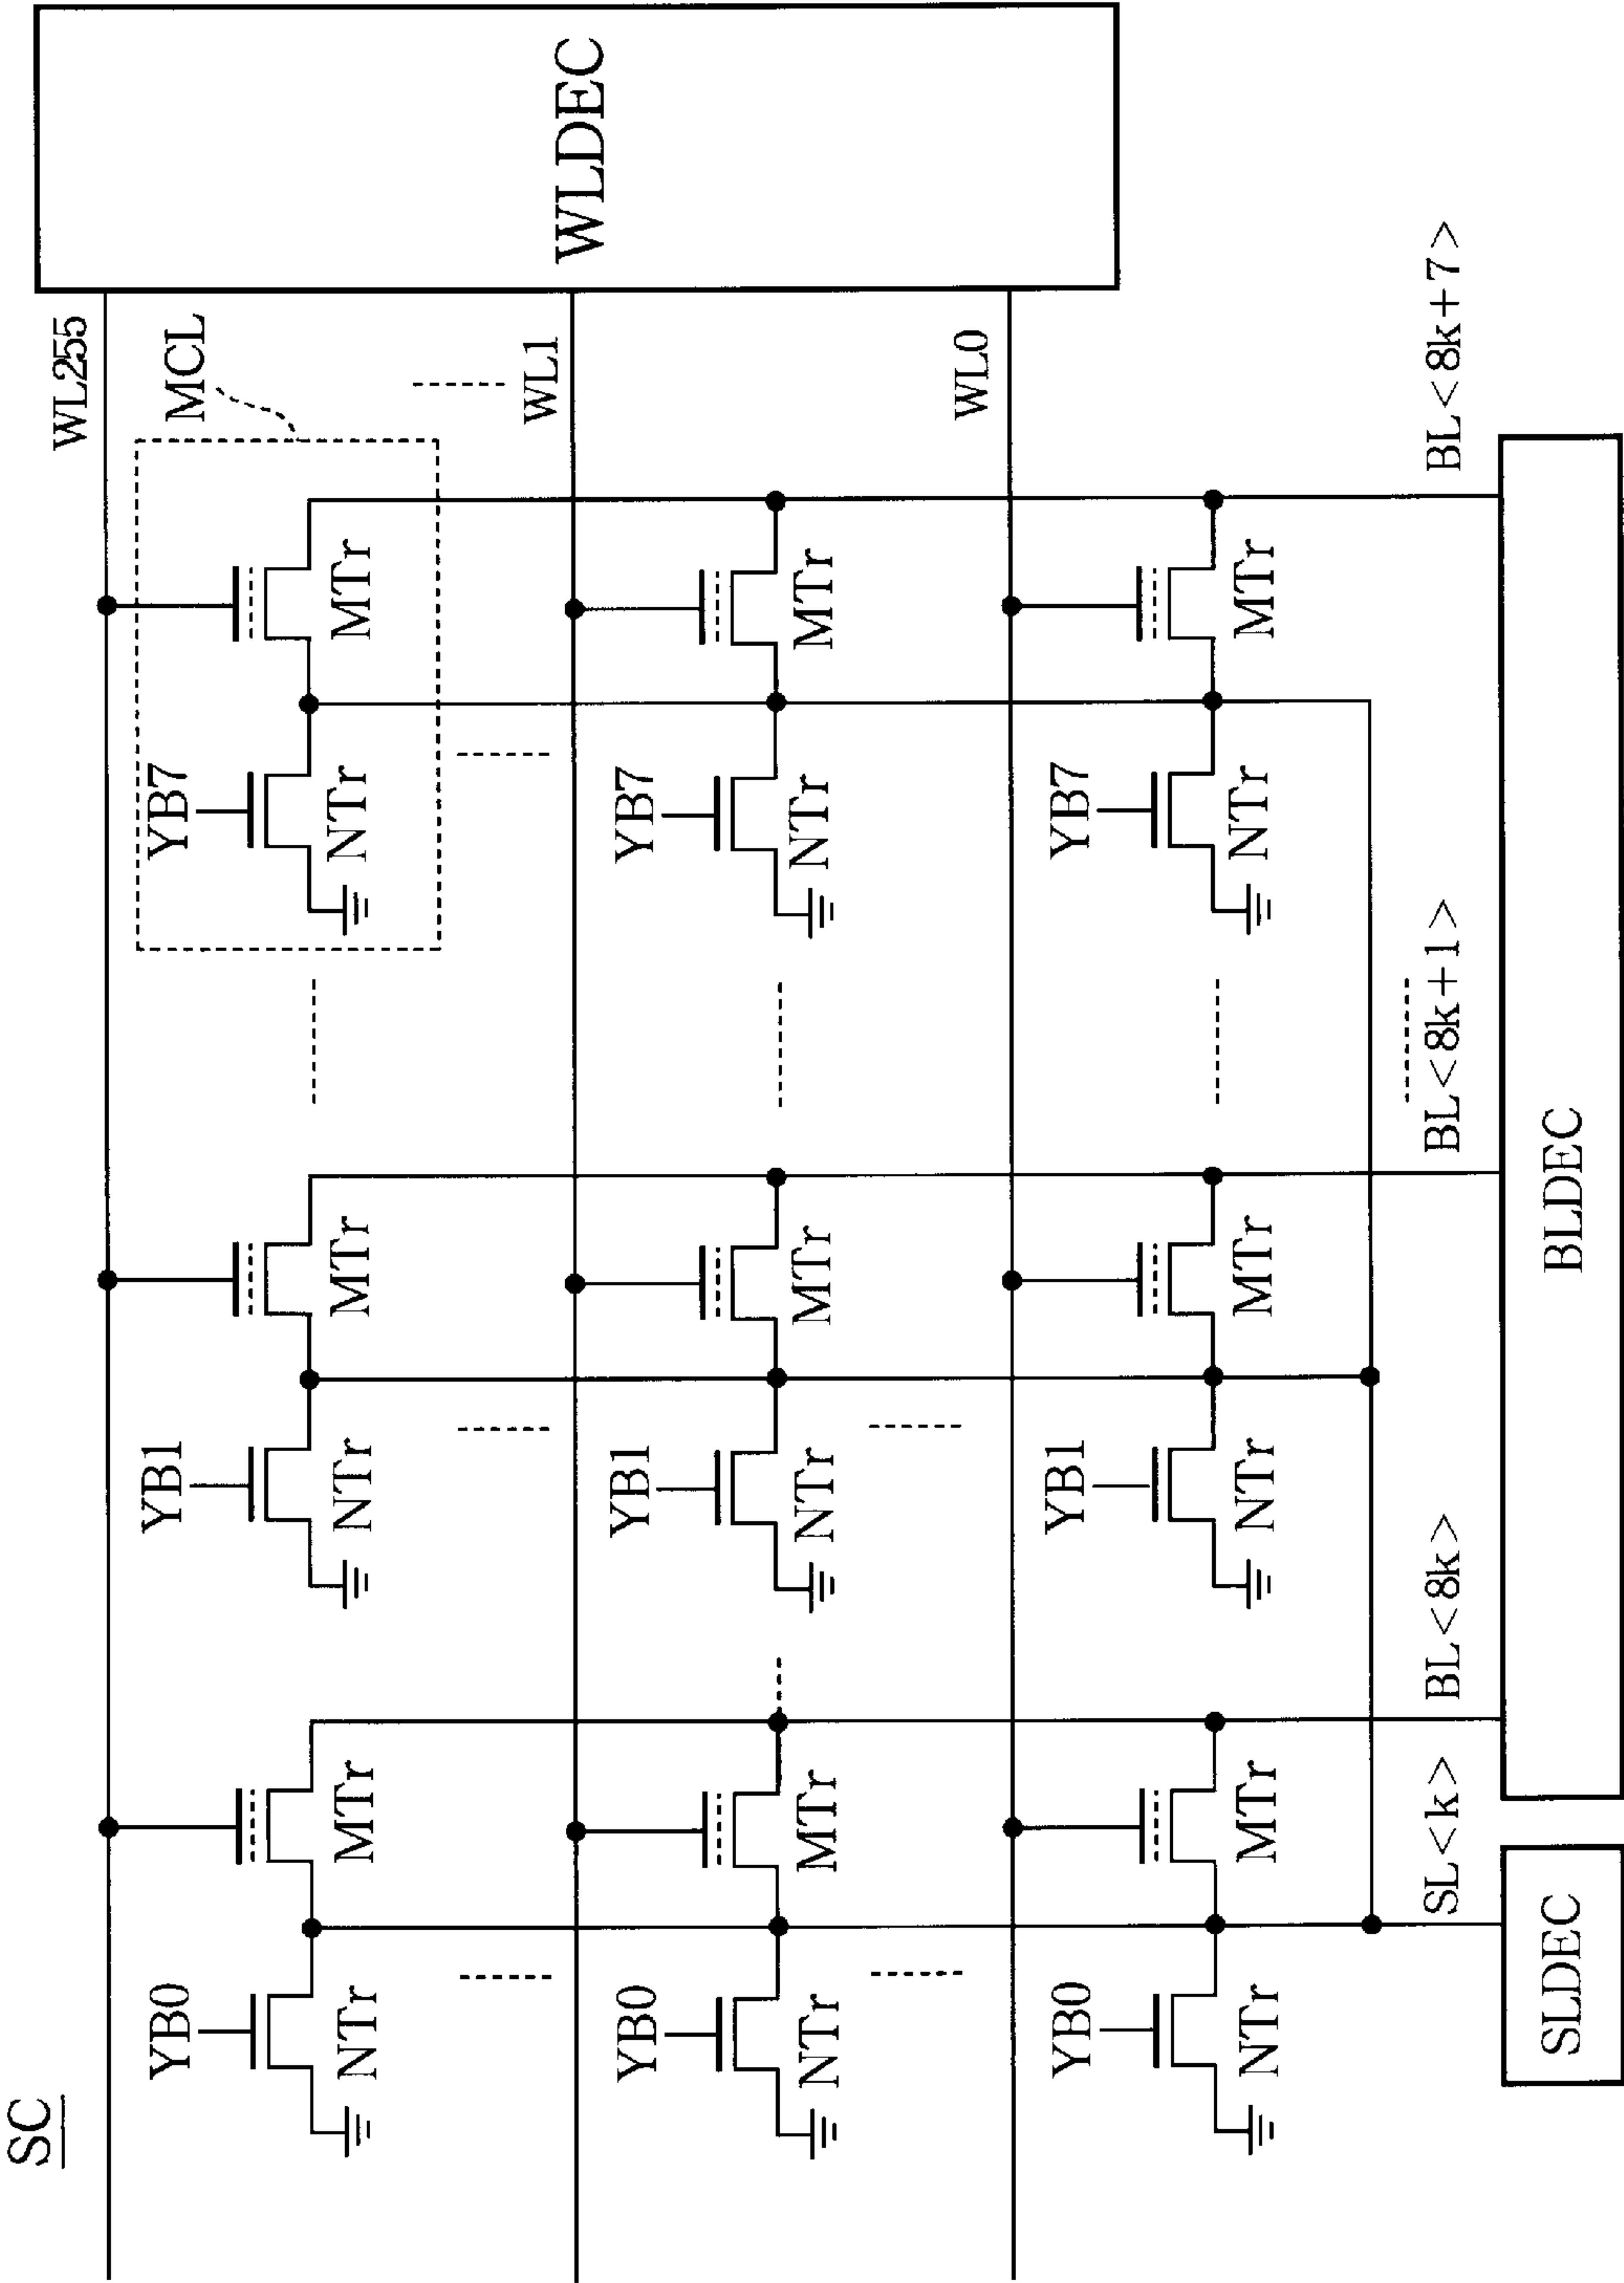 SC
WL255
YB0
YB1
YB7
MCL
NTr
MTr
NTr
MTr
NTr
MTr
WL1
WLDEC
YB0
YB1
YB7
NTr
MTr
NTr
MTr
NTr
MTr
WL0
YB0
YB1
YB7
NTr
MTr
NTr
MTr
NTr
MTr
SL<k>
BL<8k>
BL<8k+1>
BL<8k+7>
SLDEC
BLDEC